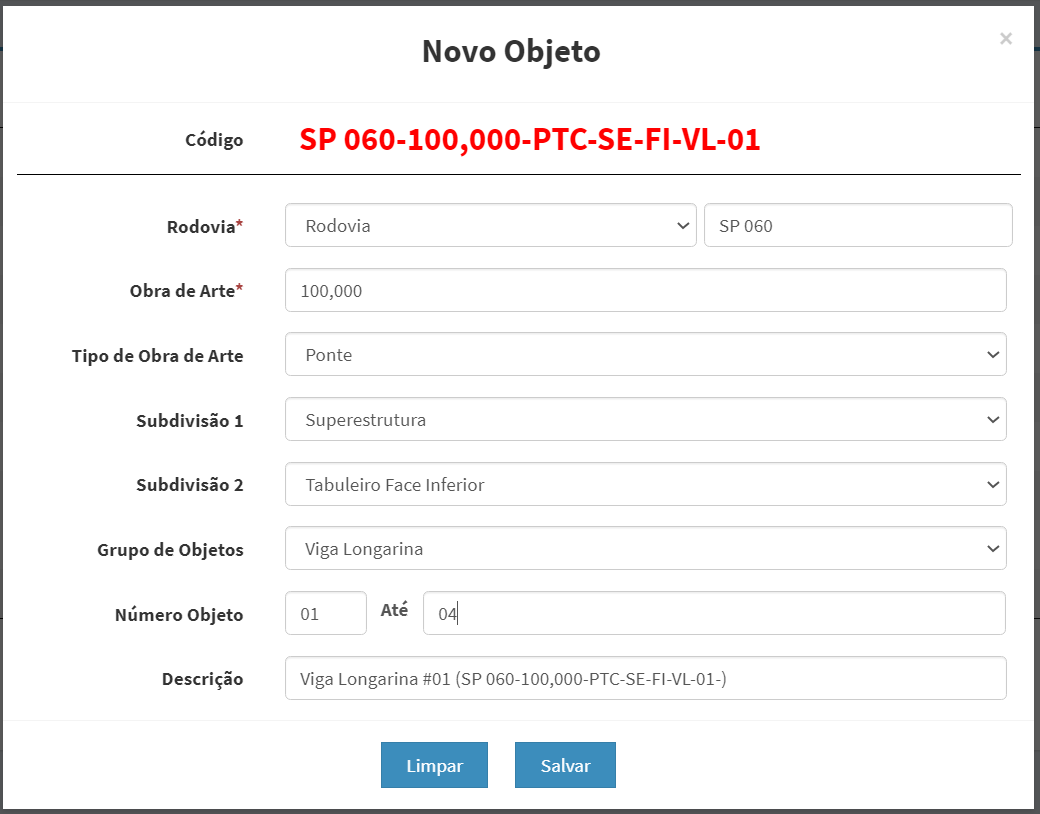 Novo Objeto
×
Código SP 060-100,000-PTC-SE-FI-VL-01
Rodovia* Rodovia SP 060
Obra de Arte* 100,000
Tipo de Obra de Arte Ponte
Subdivisão 1 Superestrutura
Subdivisão 2 Tabuleiro Face Inferior
Grupo de Objetos Viga Longarina
Número Objeto 01 Até 04
Descrição Viga Longarina #01 (SP 060-100,000-PTC-SE-FI-VL-01-)
Limpar Salvar